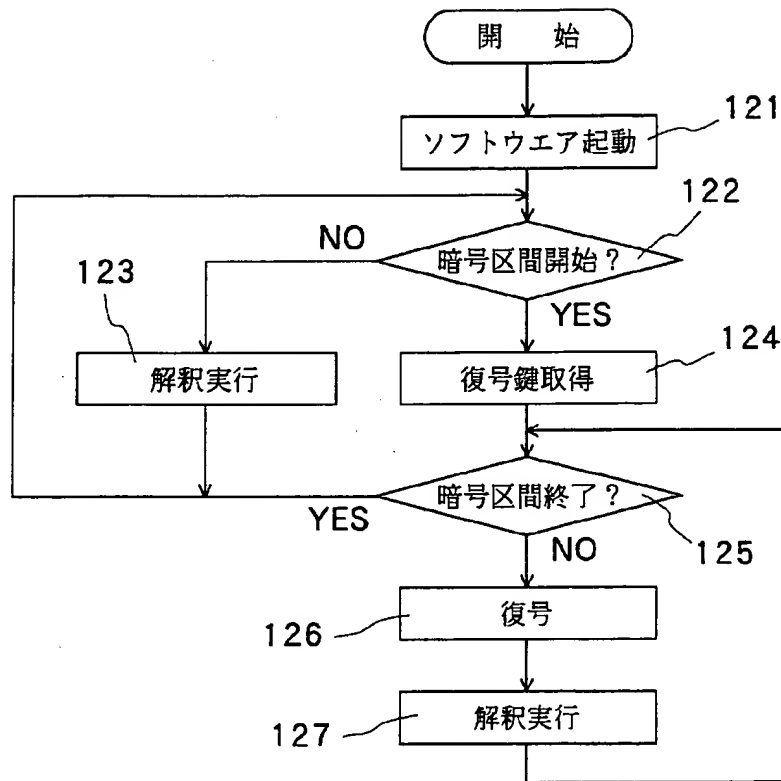 開 始
121
ソフトウエア起動
122
NO
暗号区間開始?
123
YES
124
解釈実行
復号鍵取得
暗号区間終了?
YES
125
NO
復号
126
解釈実行
127